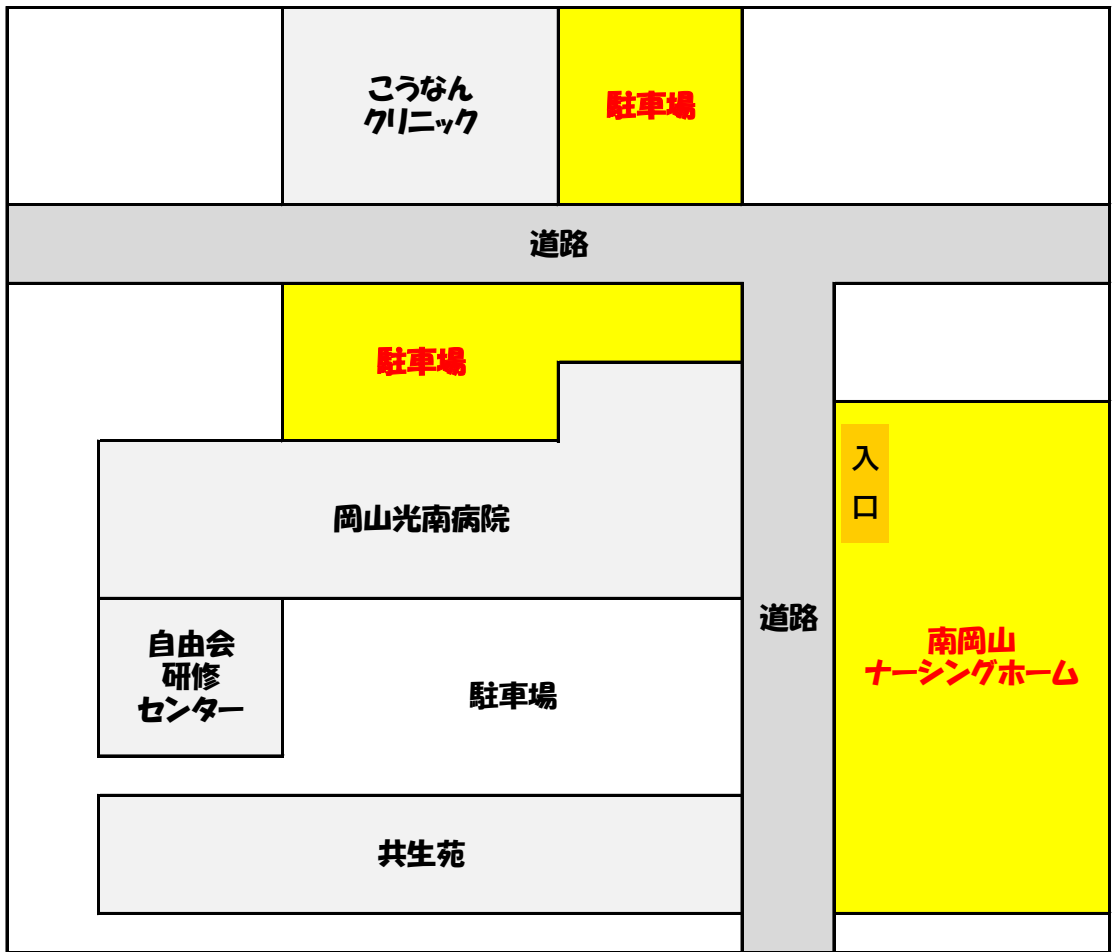 こうなん
クリニック
駐車場
道路
駐車場
入
口
岡山光南病院
道路
自由会
研修
センター
駐車場
南岡山
ナーシングホーム
共生苑